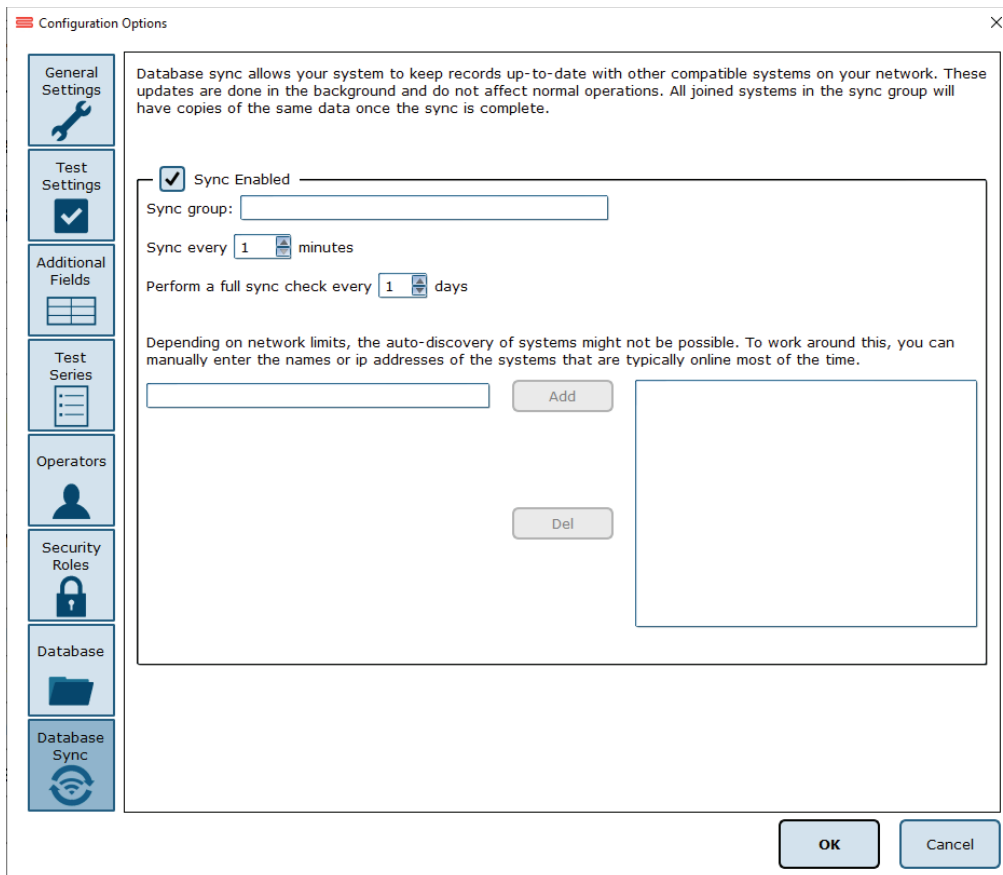 Configuration Options
General
Settings
Test
Settings
Additional
Fields
Test
Series
Operators
Security
Roles
Database
Database
Sync
Database sync allows your system to keep records up-to-date with other compatible systems on your network. These
updates are done in the background and do not affect normal operations. All joined systems in the sync group will
have copies of the same data once the sync is complete.
Sync Enabled
Sync group:
Sync every 1 minutes
Perform a full sync check every 1 days
Depending on network limits, the auto-discovery of systems might not be possible. To work around this, you can
manually enter the names or ip addresses of the systems that are typically online most of the time.
Add
Del
OK
Cancel